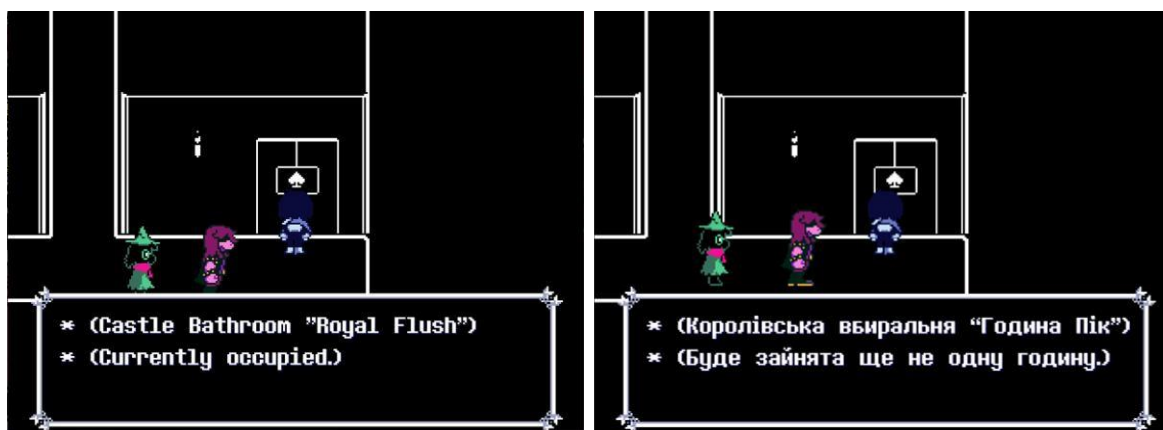 * (Castle Bathroom ”Royal Flush”)
* (Currently occupied.)
* (Королівська вбиральня “Година Пік”)
* (Буде зайнята ще не одну годину.)